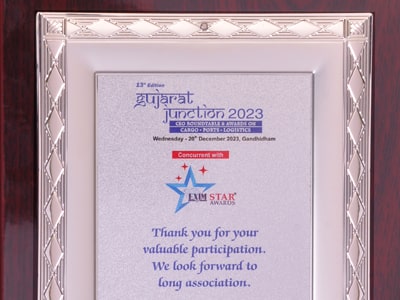 13th Edition
gujarat
junction 2023
CEO ROUNDTABLE & AWARDS ON
CARGO • PORTS • LOGISTICS
Wednesday - 20th December 2023, Gandhidham
Concurrent with
EXIM STAR
AWARDS
Thank you for your
valuable participation.
We look forward to
long association.